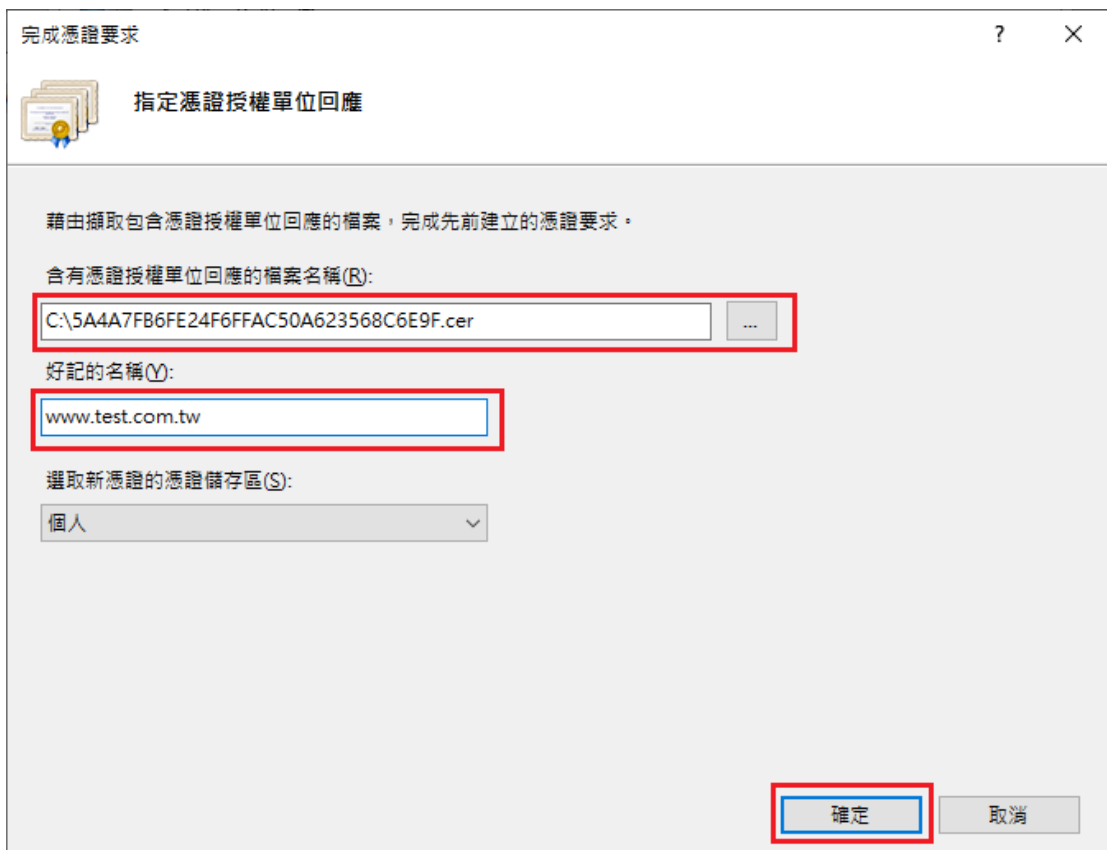 完成憑證要求
?
指定憑證授權單位回應
藉由擷取包含憑證授權單位回應的檔案，完成先前建立的憑證要求。
含有憑證授權單位回應的檔案名稱(R):
C:\5A4A7FB6FE24F6FFAC50A623568C6E9F.cer
...
好記的名稱(Y):
www.test.com.tw
選取新憑證的憑證儲存區(S):
個人
確定
取消